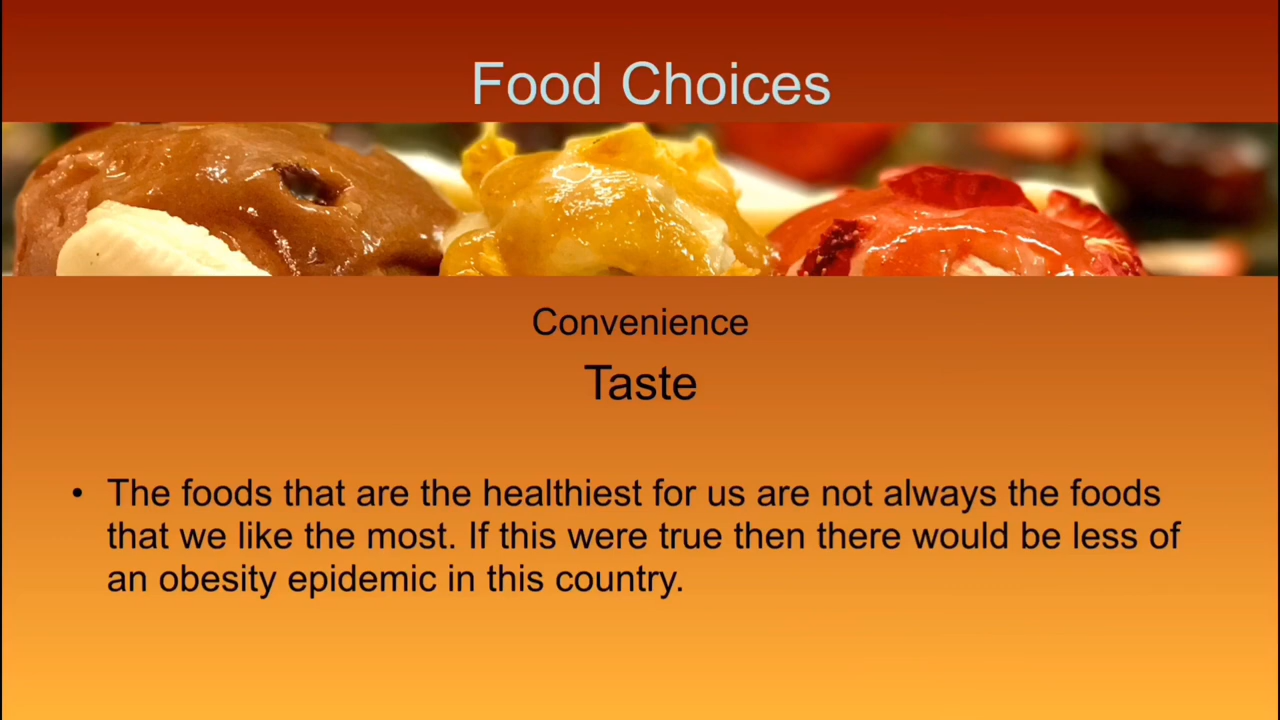 Food Choices
Convenience
Taste
• The foods that are the healthiest for us are not always the foods
that we like the most. If this were true then there would be less of
an obesity epidemic in this country.